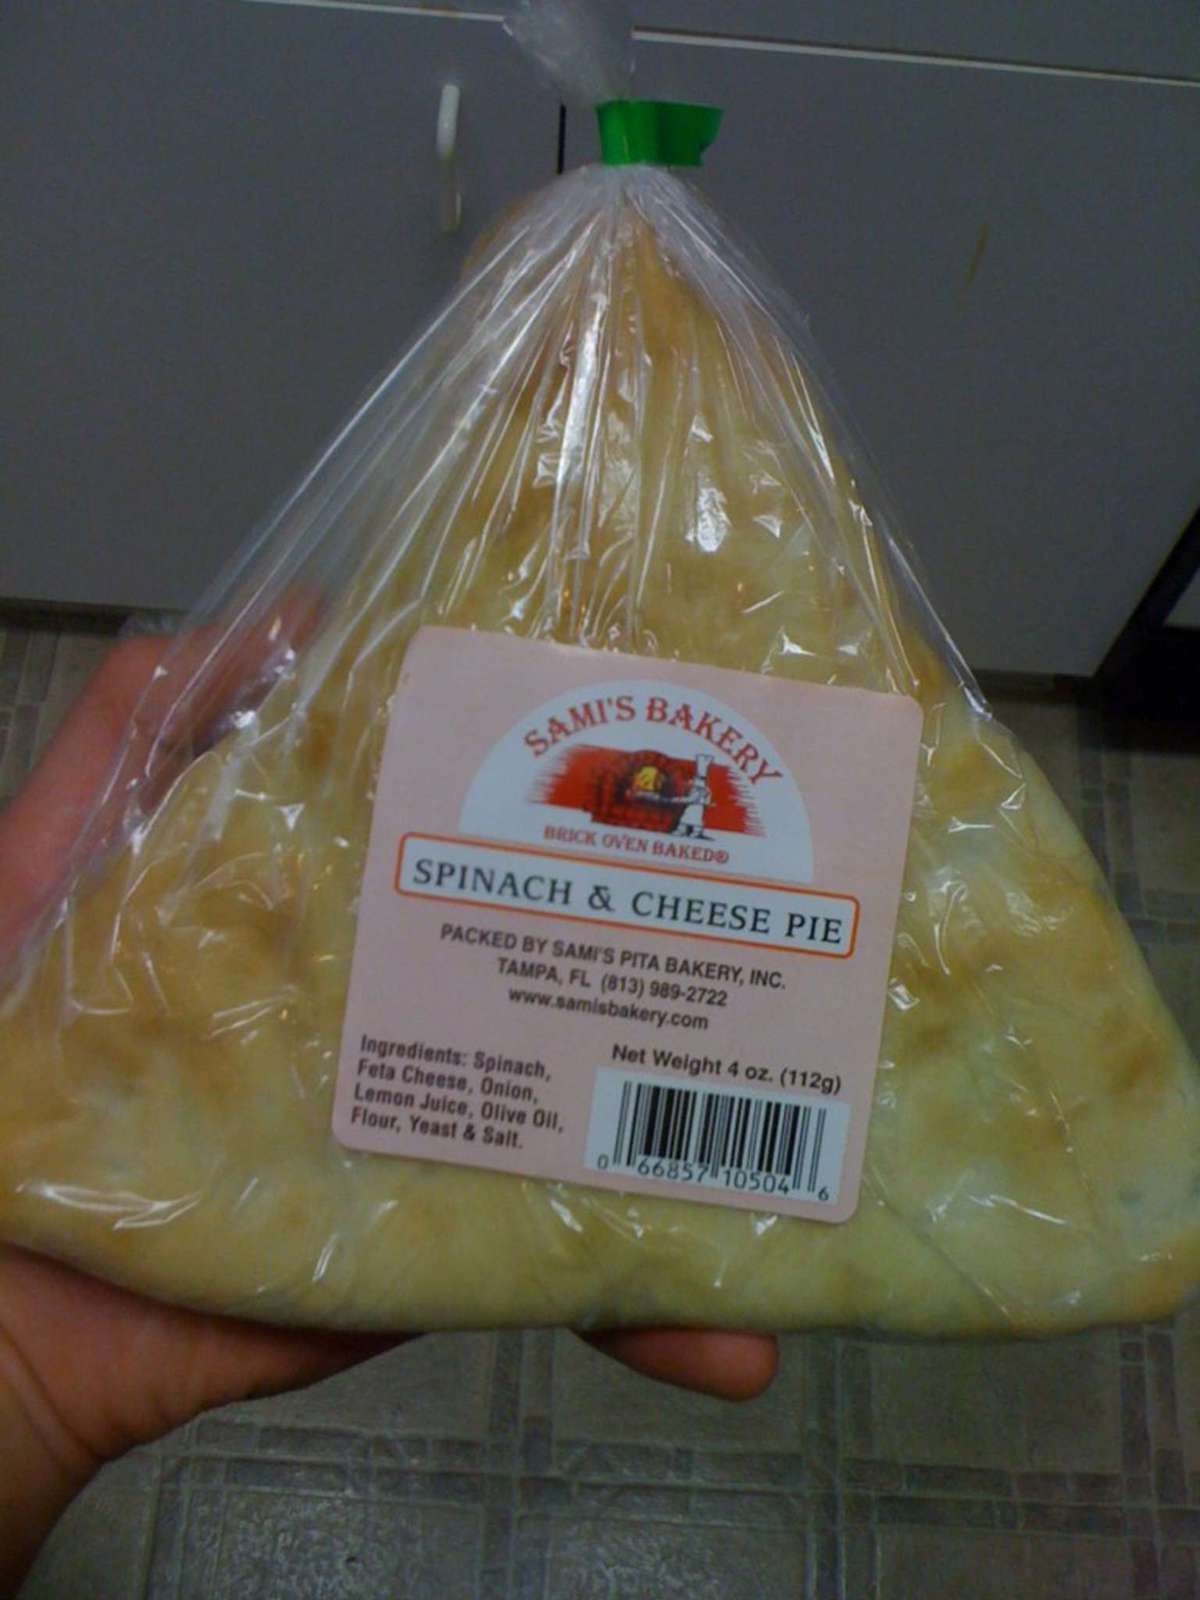 SAMI'S BAKERY
BRICK OVEN BAKED®
SPINACH & CHEESE PIE
PACKED BY SAMI'S PITA BAKERY, INC.
TAMPA, FL (813) 989-2722
www.samisbakery.com
Ingredients: Spinach,
Feta Cheese, Onion,
Lemon Juice, Olive Oil,
Flour, Yeast & Salt.
Net Weight 4 oz. (112g)
0 66857 10504 6